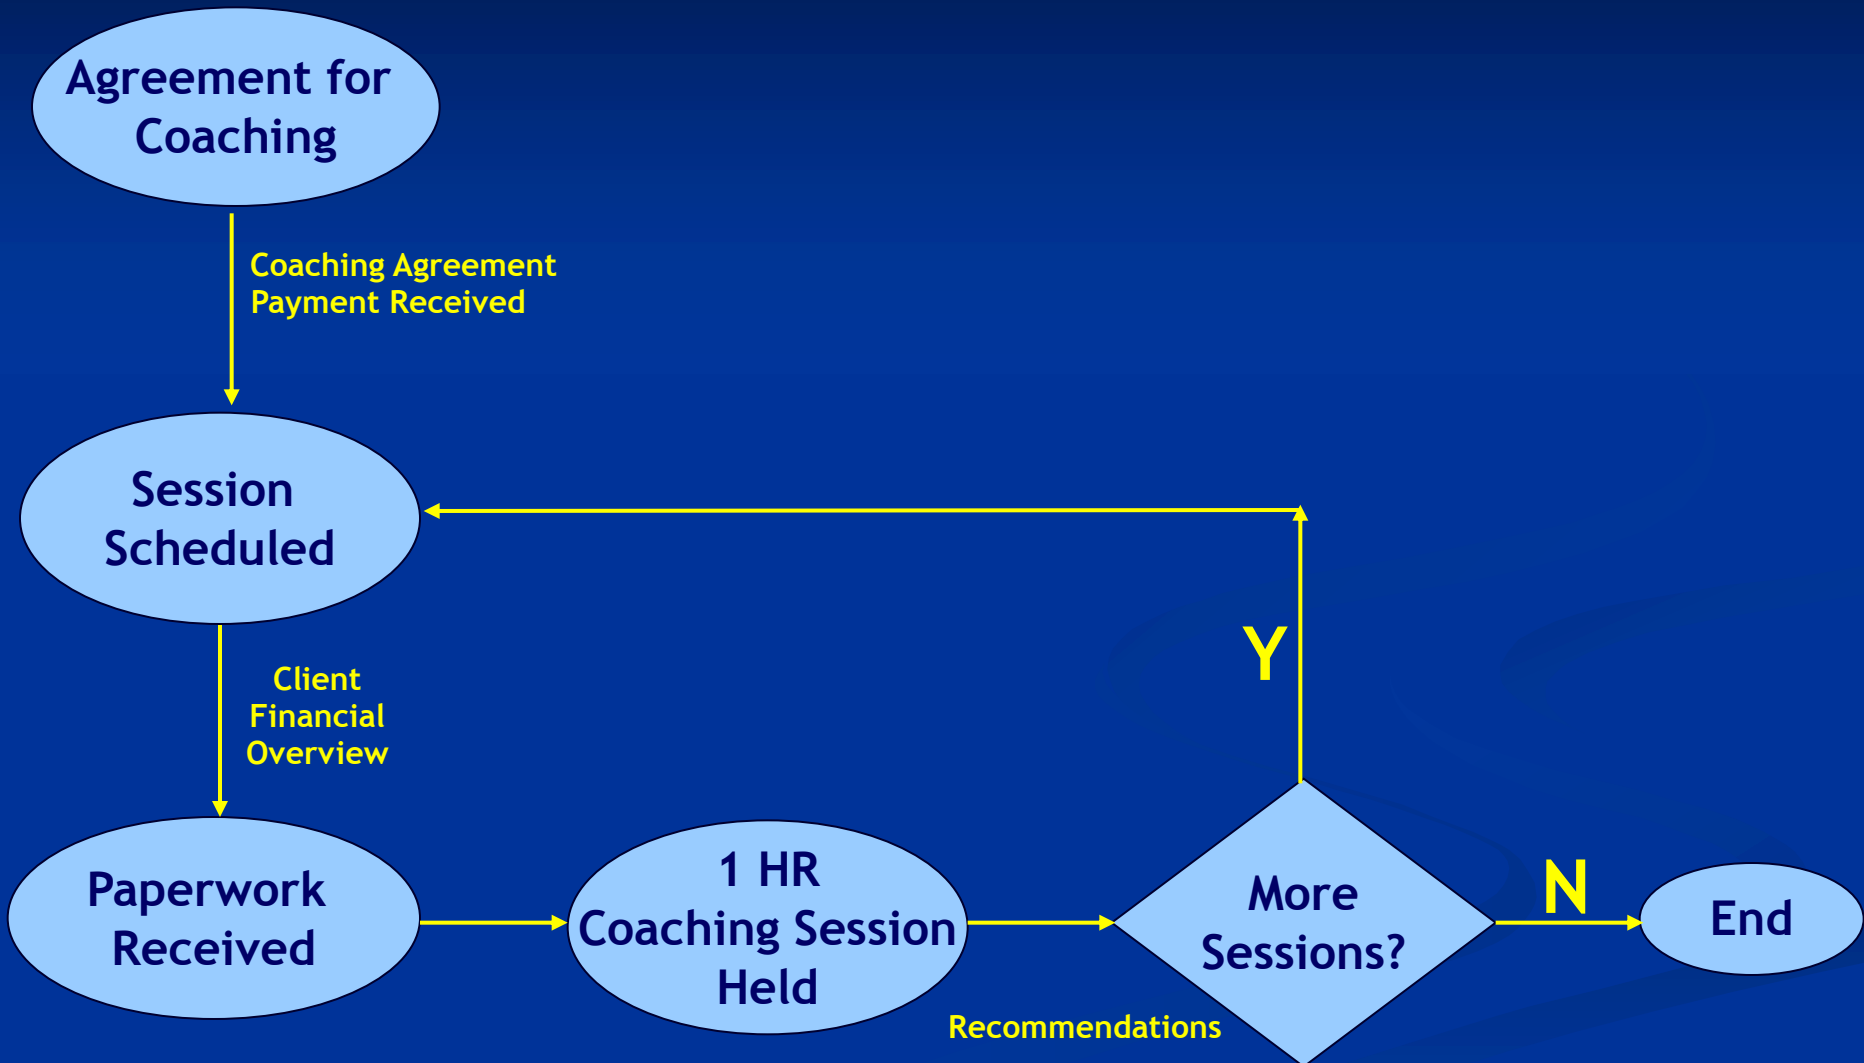 Agreement for
Coaching
Coaching Agreement
Payment Received
Session
Scheduled
Client
Financial
Overview
Y
Paperwork
Received
1 HR
Coaching Session
Held
Recommendations
More
Sessions?
N
End